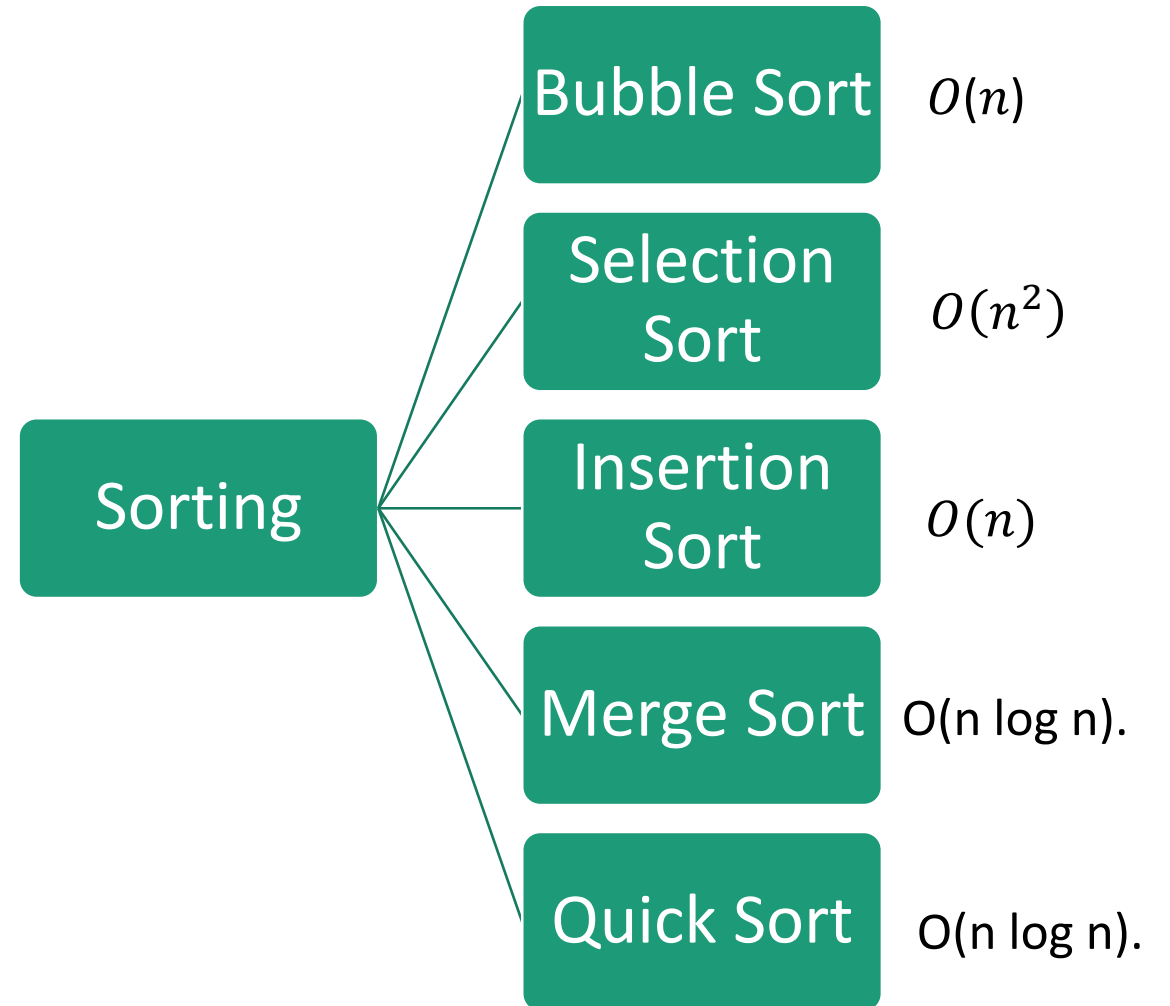 Bubble Sort
O(n)
Selection
Sort
O(n²)
Sorting
Insertion
Sort
O(n)
Merge Sort
O(n log n).
Quick Sort
O(n log n).